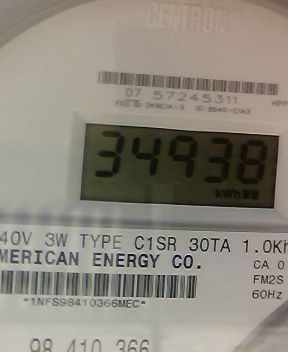 CENTRON
07 57245311
34938
kWh
40V 3W TYPE C1SR 30TA 1.0Kh
MERICAN ENERGY CO.
CA 0
FM2S
60Hz
*1NFS98410366MEC*
98 410 366